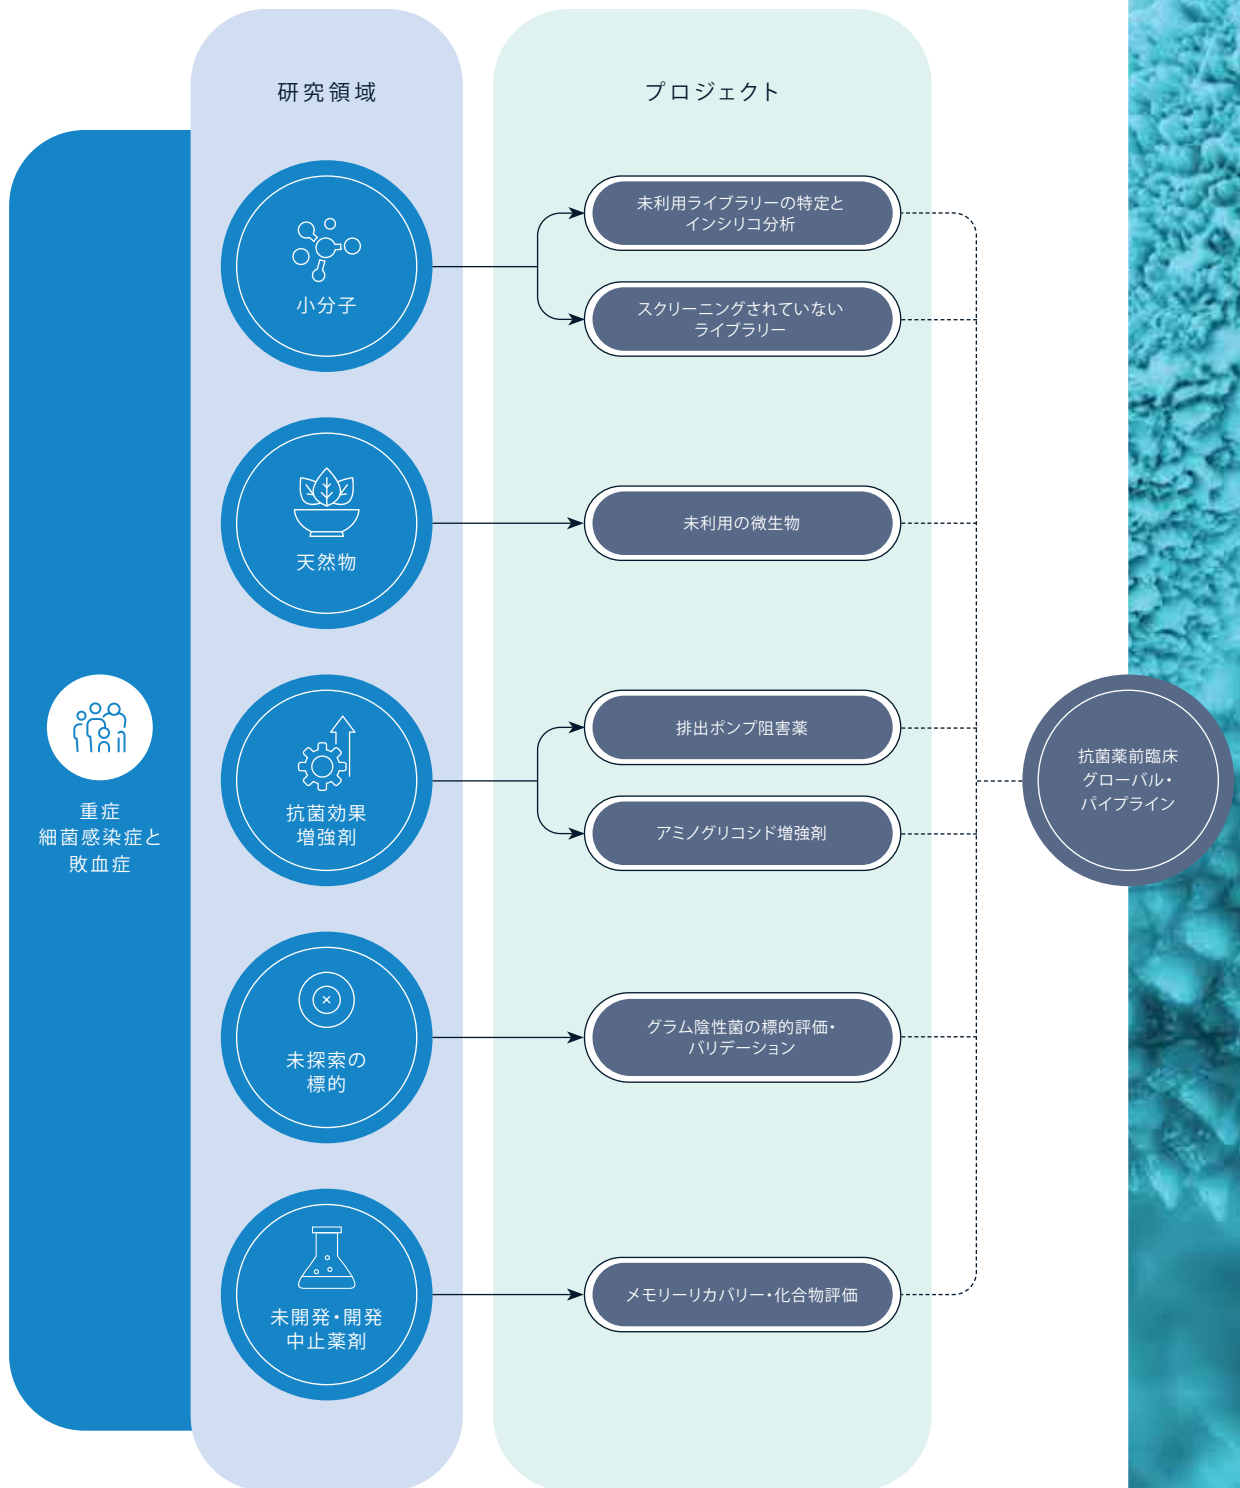 研究領域
プロジェクト
小分子
未利用ライブラリーの特定と
インシリコ分析
スクリーニングされていない
ライブラリー
天然物
未利用の微生物
重症
細菌感染症と
敗血症
抗菌効果
増強剤
排出ポンプ阻害薬
アミノグリコシド増強剤
抗菌薬前臨床
グローバル・
パイプライン
未探索の
標的
グラム陰性菌の標的評価・
バリデーション
未開発・開発
中止薬剤
メモリーリカバリー・化合物評価